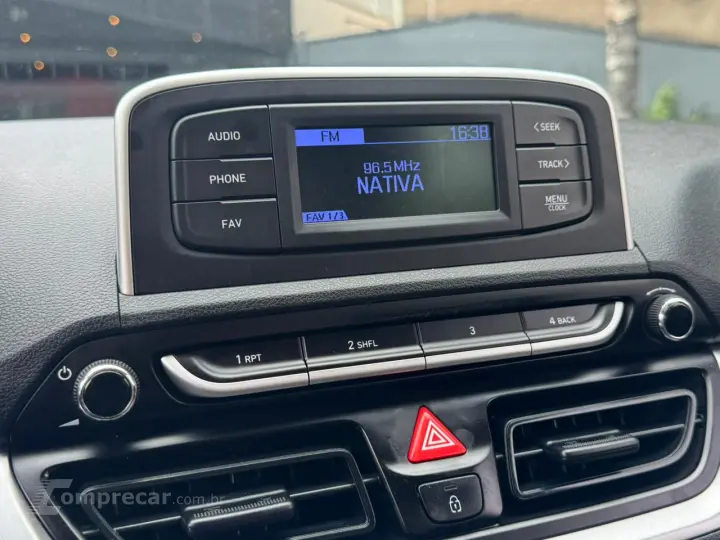 AUDIO
PHONE
FAV
FM 16:38
96.5 MHz
NATIVA
FAV 1/3
< SEEK
TRACK >
MENU
CLOCK
1 RPT
2 SHFL
3
4 BACK
Xomprecar.com.br